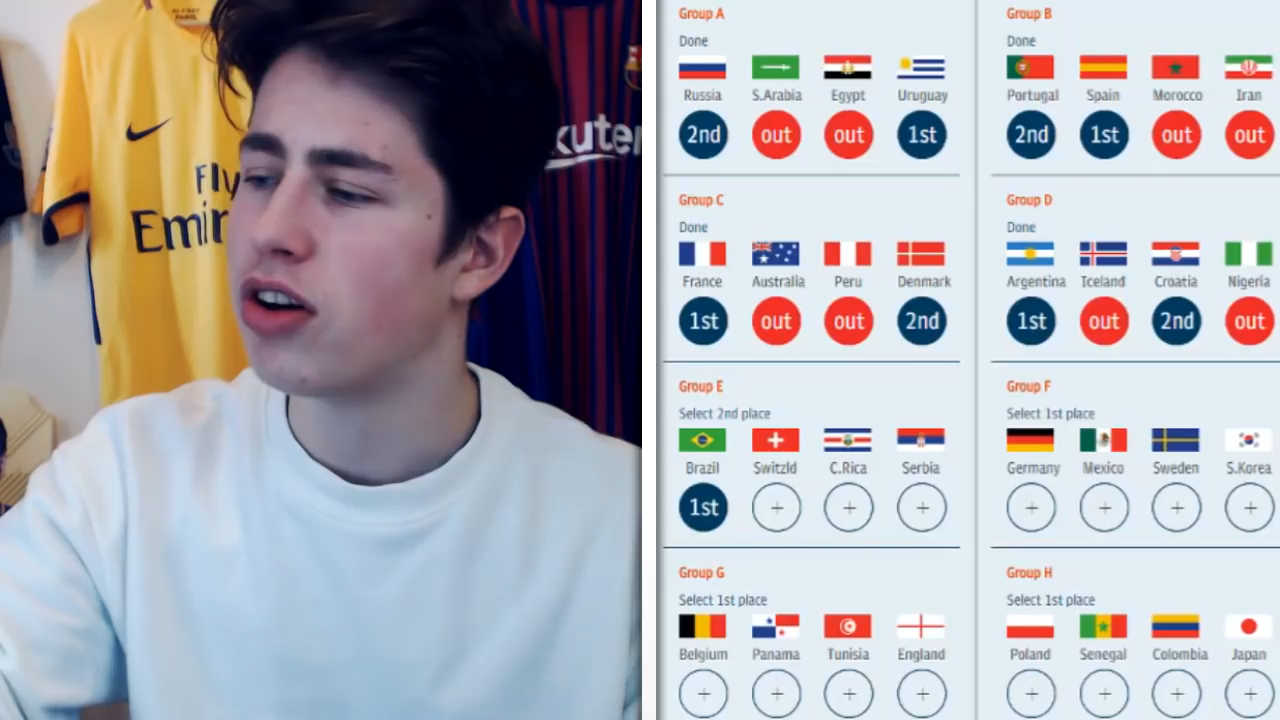 PARIS
Fly
Emir
kuten
Group A
Done
Russia S.Arabia Egypt Uruguay
2nd out out 1st
Group B
Done
Portugal Spain Morocco Iran
2nd 1st out out
Group C
Done
France Australia Peru Denmark
1st out out 2nd
Group D
Done
Argentina Iceland Croatia Nigeria
1st out 2nd out
Group E
Select 2nd place
Brazil Switzld C.Rica Serbia
1st + + +
Group F
Select 1st place
Germany Mexico Sweden S.Korea
+ + + +
Group G
Select 1st place
Belgium Panama Tunisia England
+ + + +
Group H
Select 1st place
Poland Senegal Colombia Japan
+ + + +